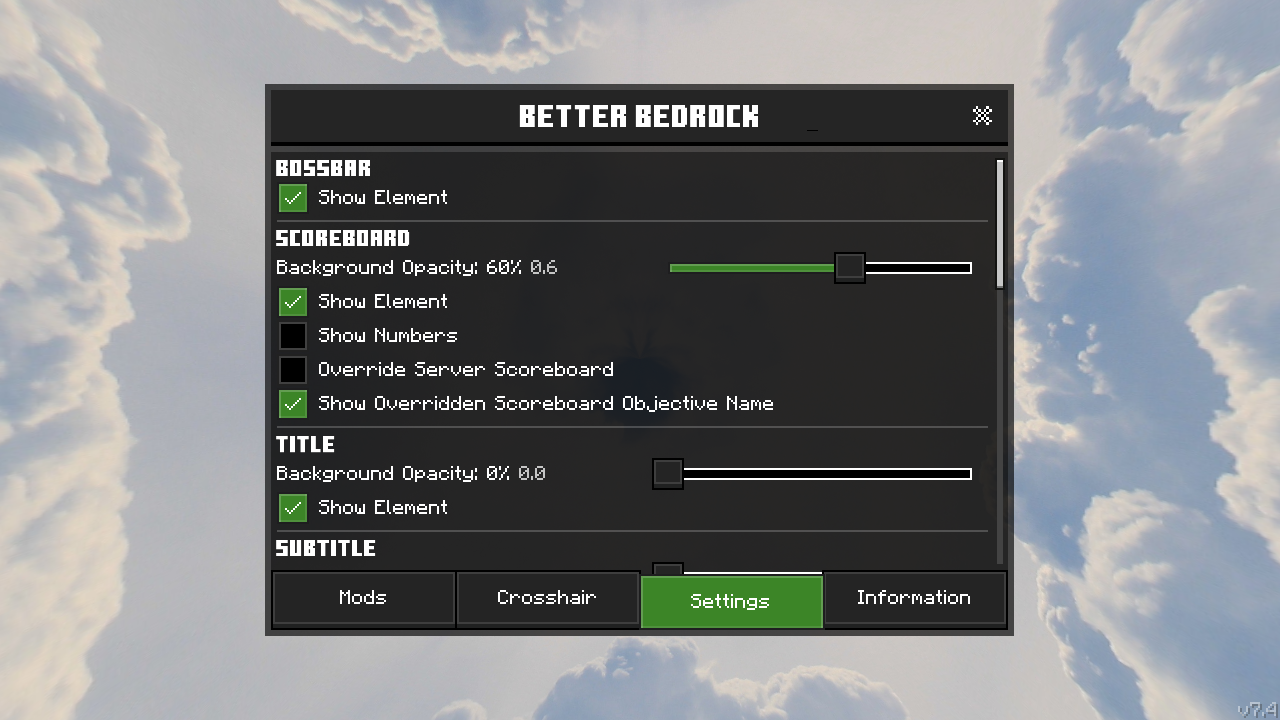 BETTER BEDROCK
BOSSBAR
Show Element
SCOREBOARD
Background Opacity: 60% 0.6
Show Element
Show Numbers
Override Server Scoreboard
Show Overridden Scoreboard Objective Name
TITLE
Background Opacity: 0% 0.0
Show Element
SUBTITLE
Mods Crosshair Settings Information
v7.4